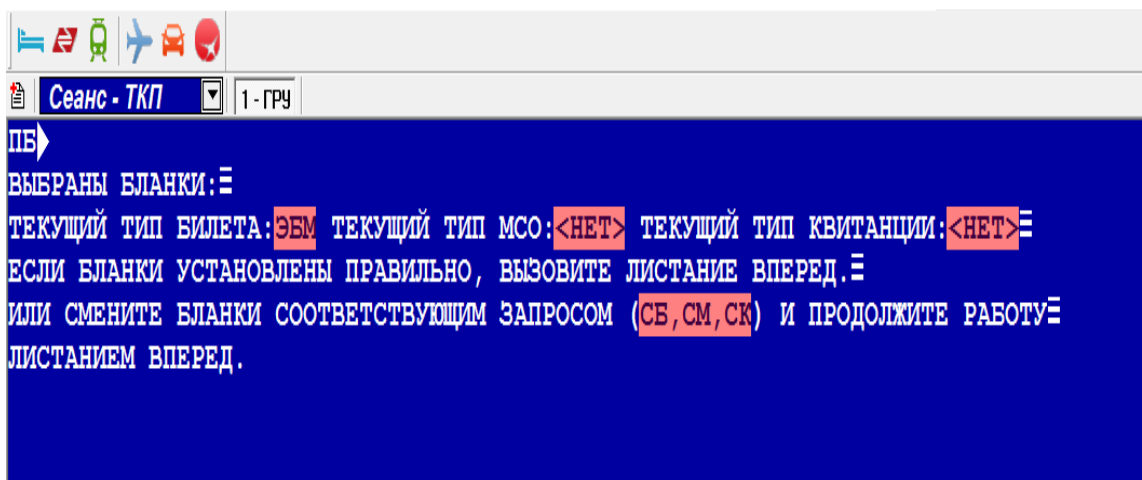 Сеанс - ТКП 1 - ГРУ
ПБ
ВЫБРАНЫ БЛАНКИ:
ТЕКУЩИЙ ТИП БИЛЕТА:ЭБМ ТЕКУЩИЙ ТИП МСО:<НЕТ> ТЕКУЩИЙ ТИП КВИТАНЦИИ:<НЕТ>
ЕСЛИ БЛАНКИ УСТАНОВЛЕНЫ ПРАВИЛЬНО, ВЫЗОВИТЕ ЛИСТАНИЕ ВПЕРЕД.
ИЛИ СМЕНИТЕ БЛАНКИ СООТВЕТСТВУЮЩИМ ЗАПРОСОМ (СБ,СМ,СК) И ПРОДОЛЖИТЕ РАБОТУ
ЛИСТАНИЕМ ВПЕРЕД.